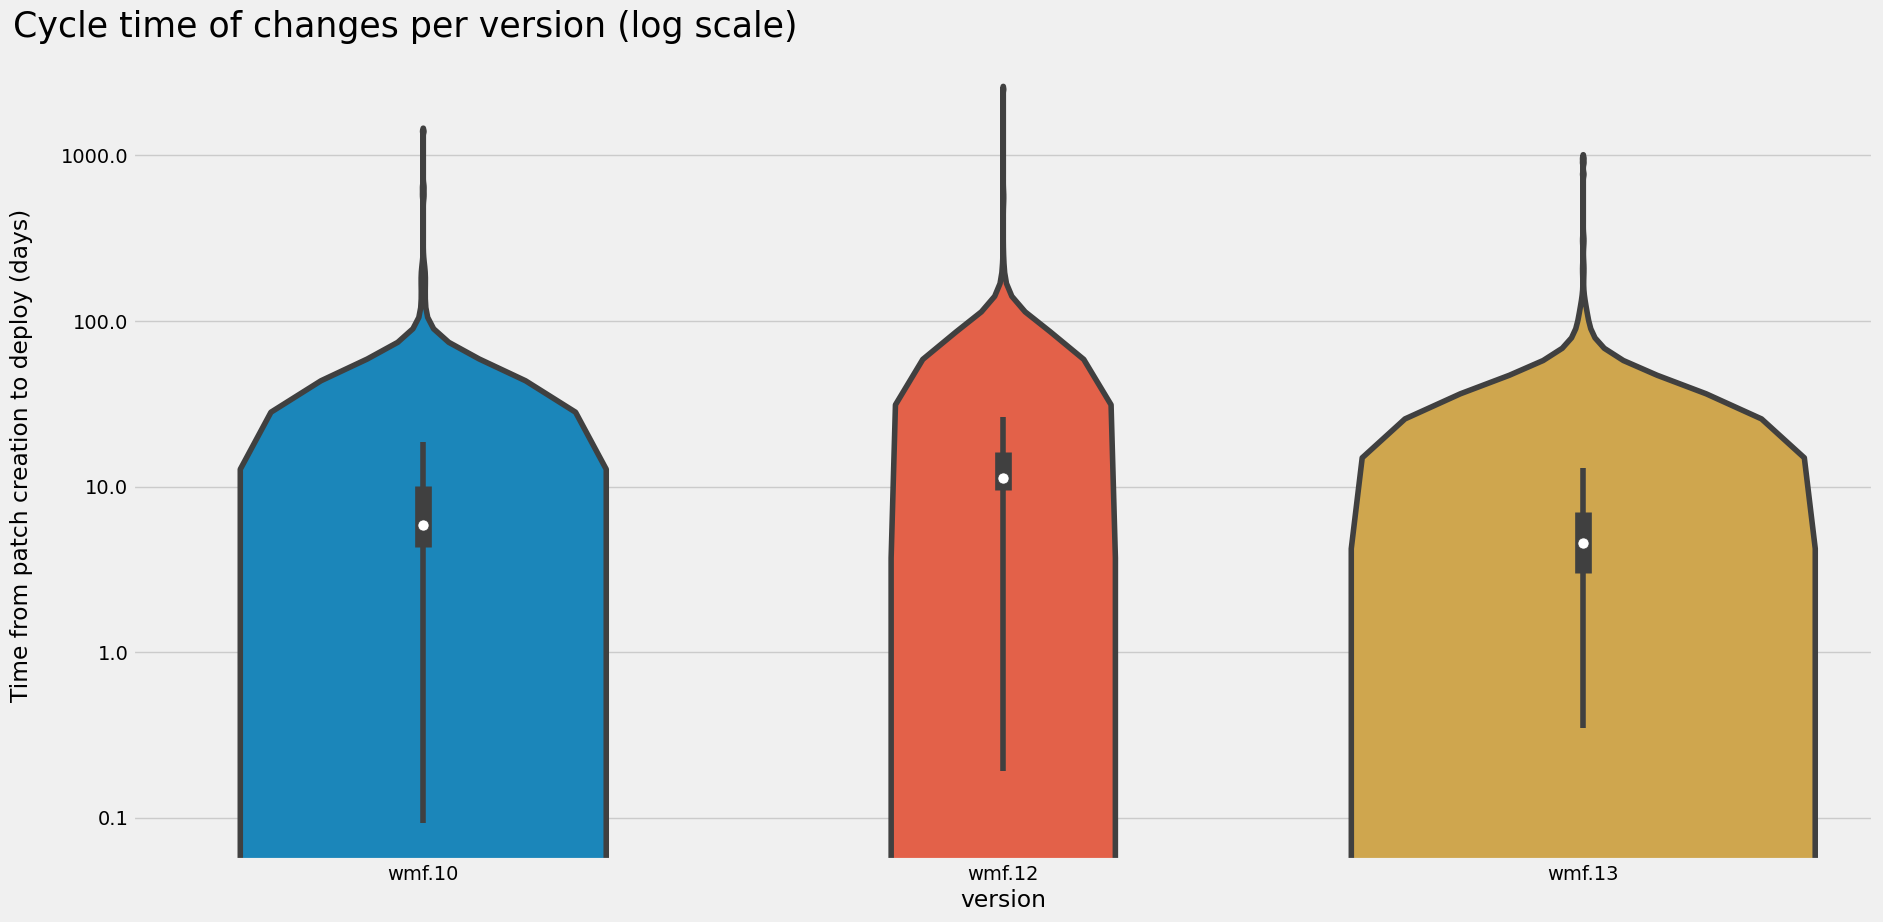 Cycle time of changes per version (log scale)
Time from patch creation to deploy (days)
1000.0
100.0
10.0
1.0
0.1
wmf.10
wmf.12
wmf.13
version